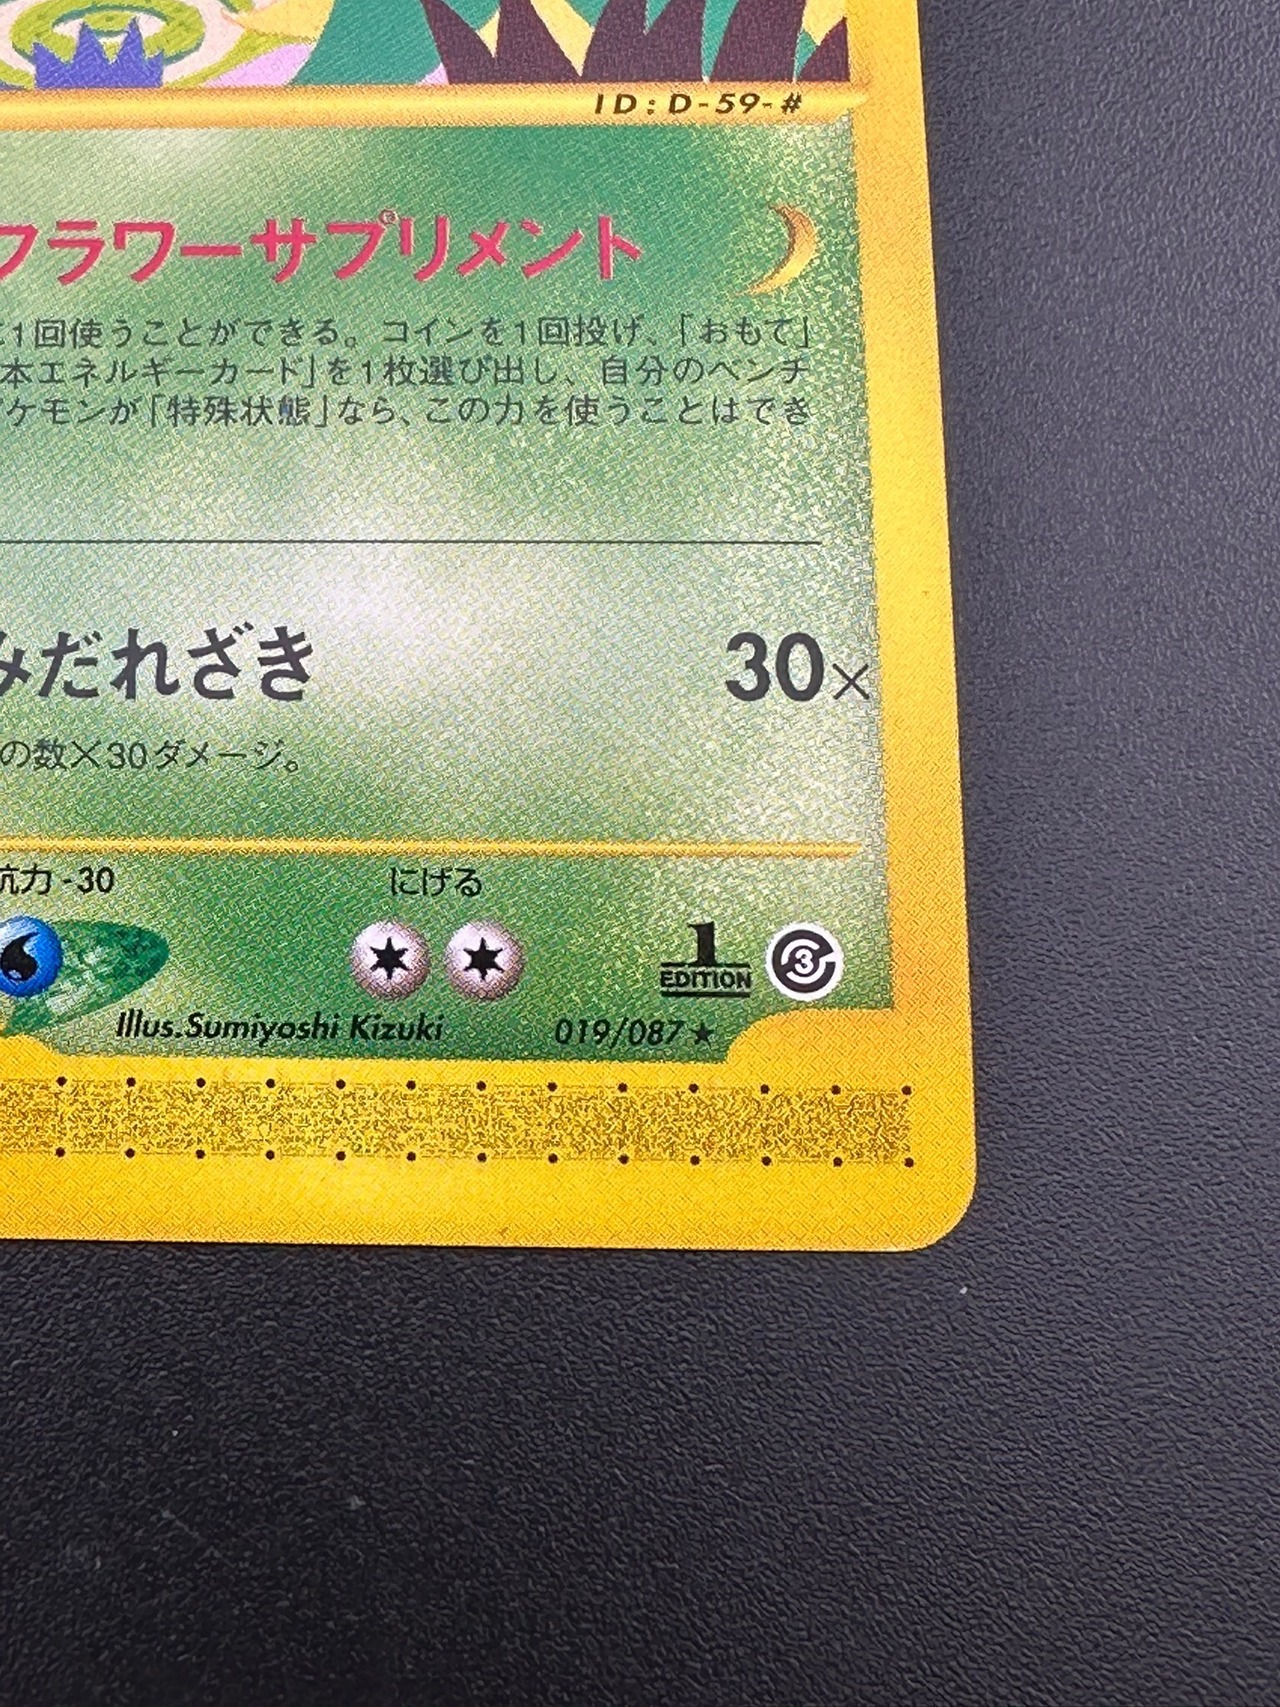 ID:D-59-#
フラワーサプリメント
に1回使うことができる。コインを1回投げ、「おもて」
本エネルギーカード」を1枚選び出し、自分のベンチ
ポケモンが「特殊状態」なら、この力を使うことはでき
みだれざき 30×
の数×30ダメージ。
抗力 -30 にげる
1 EDITION 3
Illus.Sumiyoshi Kizuki 019/087 ★